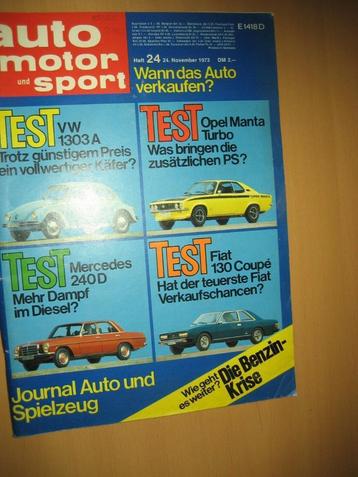 auto
motor
und sport
E 1418 D
Heft 24 24. November 1973 DM 2.—
Wann das Auto
verkaufen?
TEST VW
1303 A
Trotz günstigem Preis
ein vollwertiger Käfer?
TEST Opel Manta
Turbo
Was bringen die
zusätzlichen PS?
TEST Mercedes
240 D
Mehr Dampf
im Diesel?
TEST Fiat
130 Coupé
Hat der teuerste Fiat
Verkaufschancen?
Journal Auto und
Spielzeug
Wie geht
es weiter?
Die Benzin-
Krise